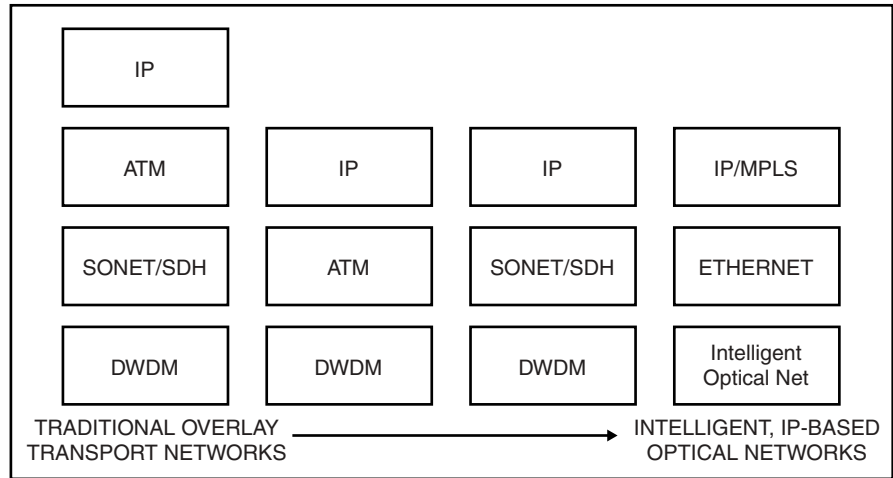 IP
ATM
IP
IP
IP/MPLS
SONET/SDH
ATM
SONET/SDH
ETHERNET
DWDM
DWDM
DWDM
Intelligent
Optical Net
TRADITIONAL OVERLAY
TRANSPORT NETWORKS
INTELLIGENT, IP-BASED
OPTICAL NETWORKS